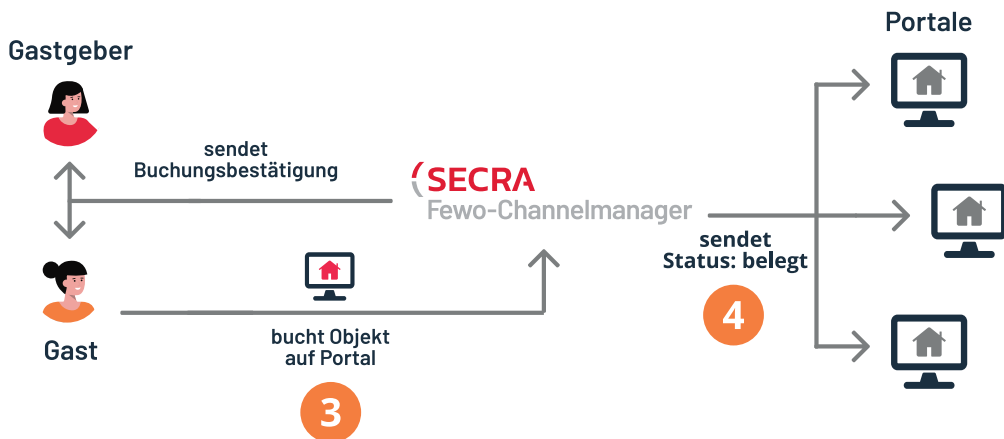 Portale
Gastgeber
sendet
Buchungsbestätigung
SECRA
Fewo-Channelmanager
sendet
Status: belegt
4
Gast
bucht Objekt
auf Portal
3